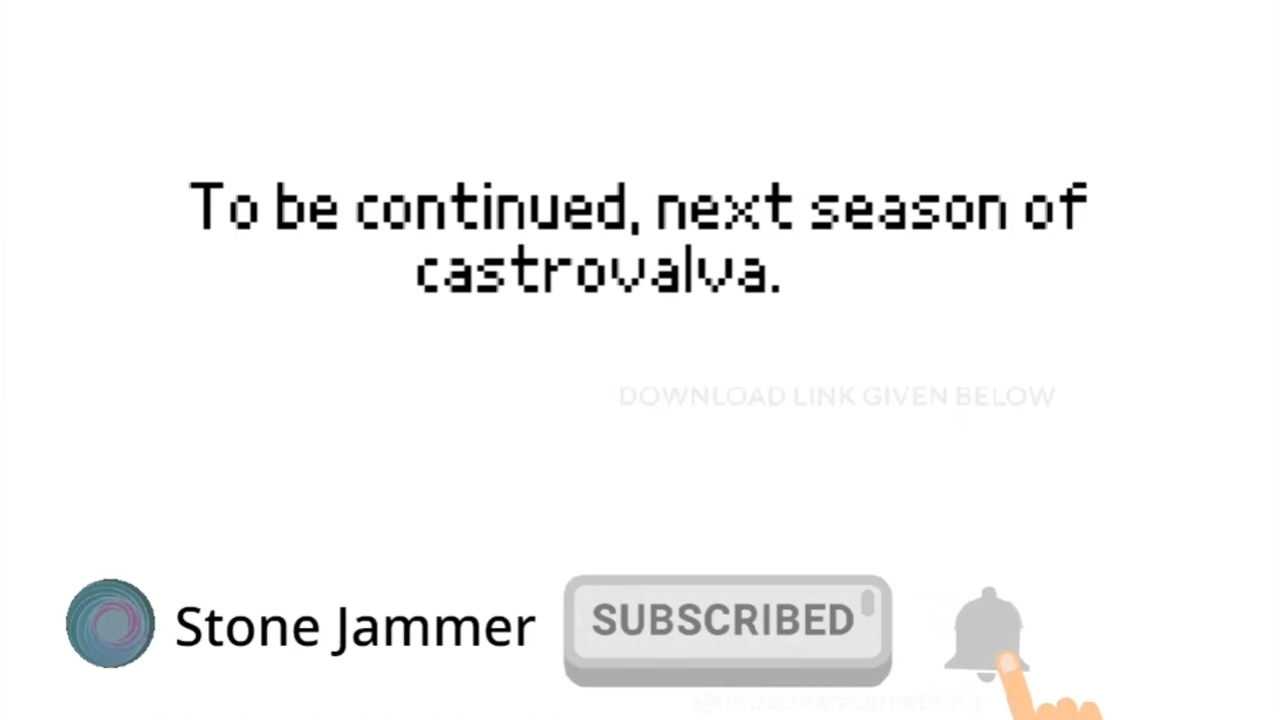 To be continued, next season of
castrovalva.
DOWNLOAD LINK GIVEN BELOW
Stone Jammer
SUBSCRIBED